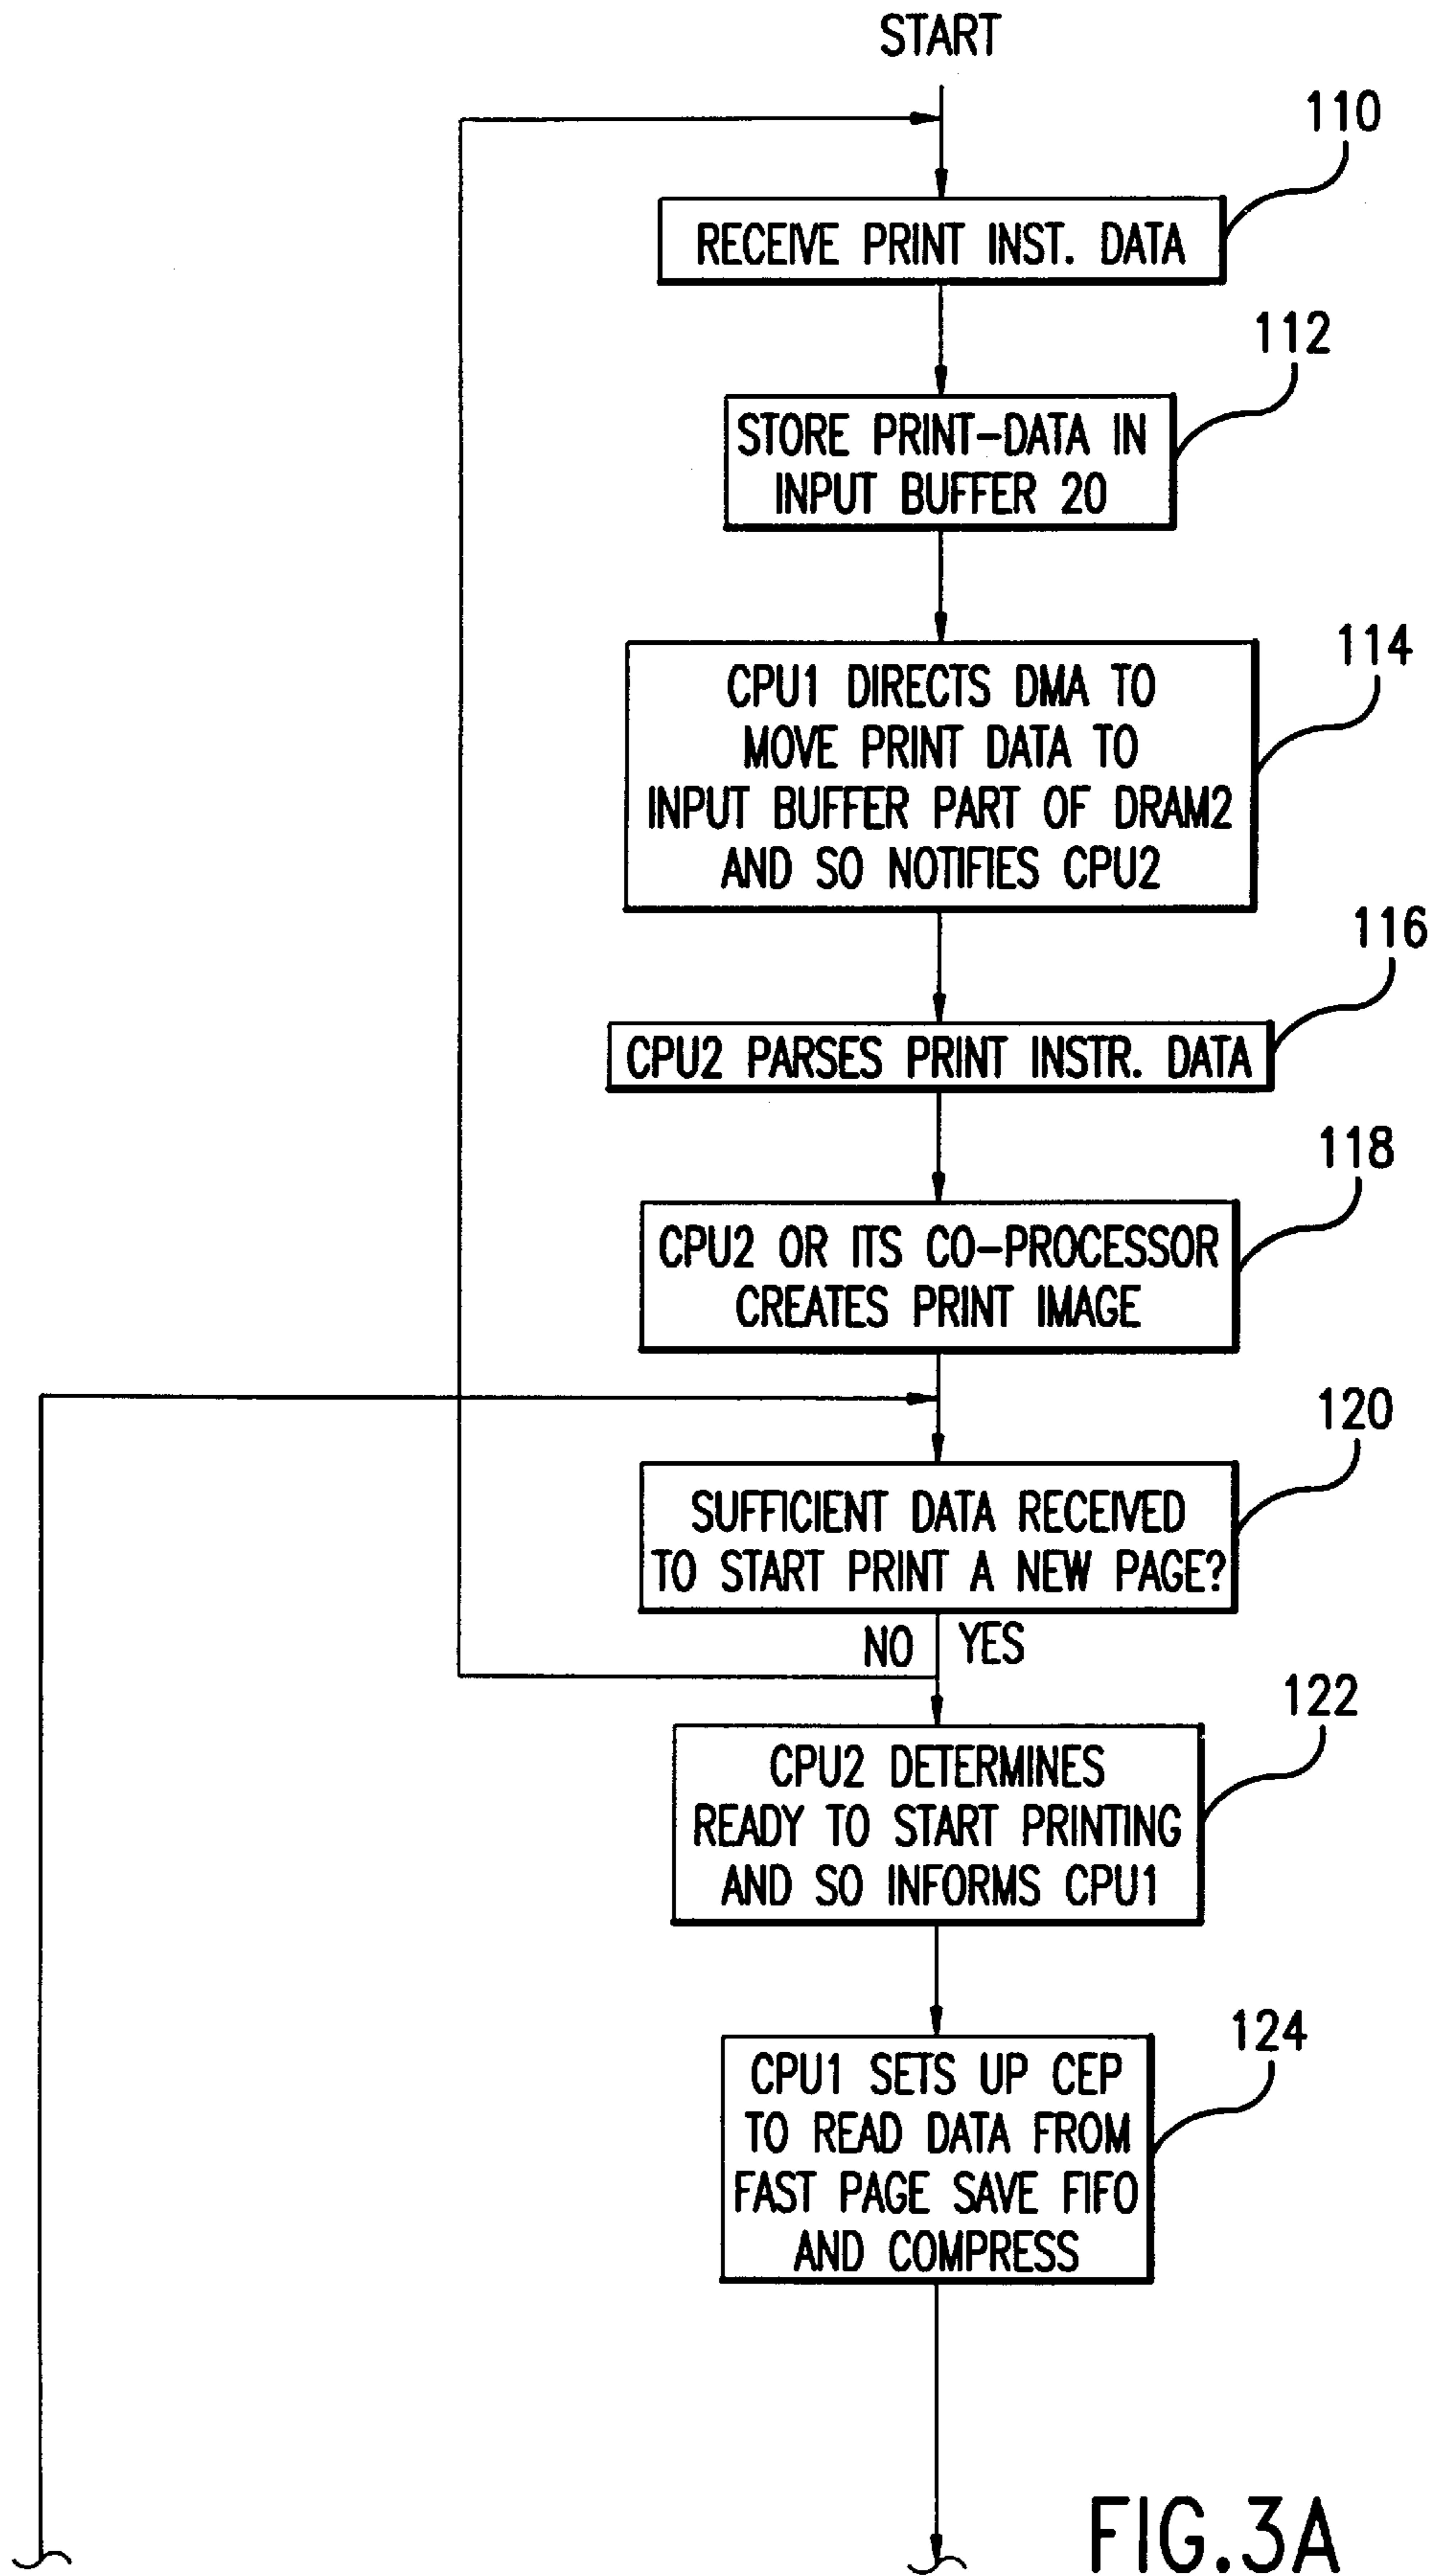 START
110
RECEIVE PRINT INST. DATA
112
STORE PRINT-DATA IN
INPUT BUFFER 20
114
CPU1 DIRECTS DMA TO
MOVE PRINT DATA TO
INPUT BUFFER PART OF DRAM2
AND SO NOTIFIES CPU2
116
CPU2 PARSES PRINT INSTR. DATA
118
CPU2 OR ITS CO-PROCESSOR
CREATES PRINT IMAGE
120
SUFFICIENT DATA RECEIVED
TO START PRINT A NEW PAGE?
NO YES
122
CPU2 DETERMINES
READY TO START PRINTING
AND SO INFORMS CPU1
124
CPU1 SETS UP CEP
TO READ DATA FROM
FAST PAGE SAVE FIFO
AND COMPRESS
FIG.3A